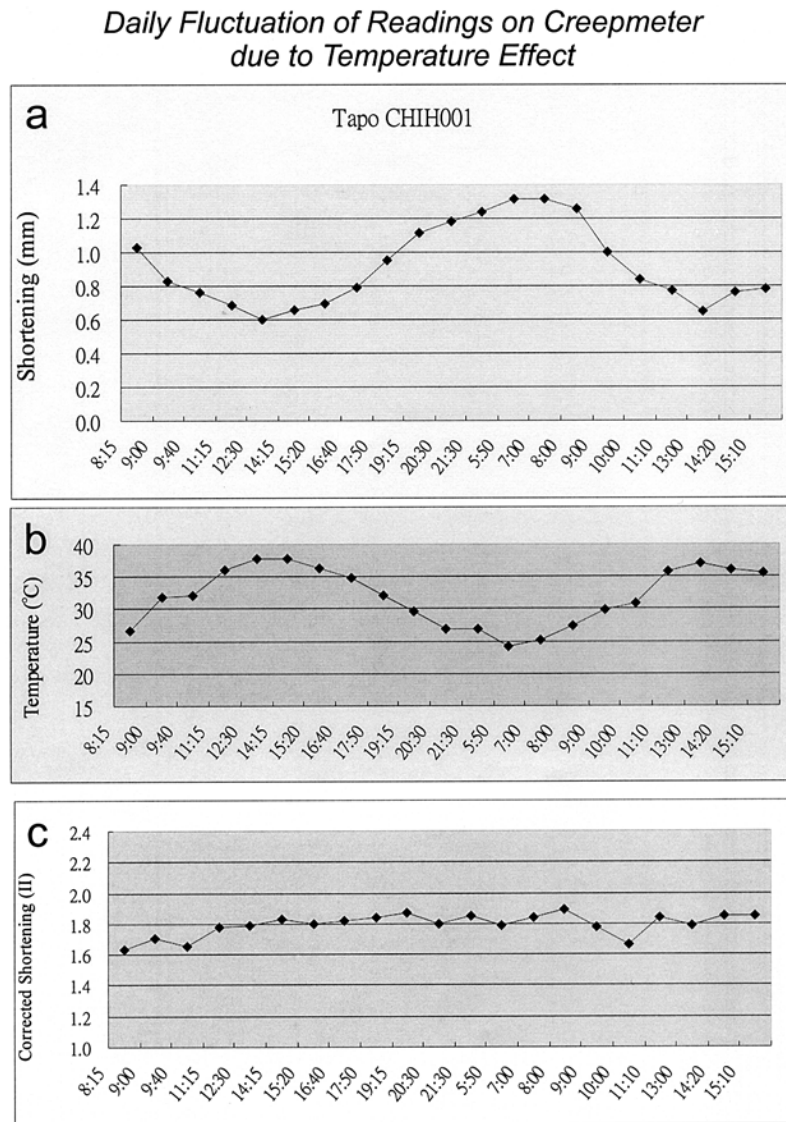 Daily Fluctuation of Readings on Creepmeter
due to Temperature Effect
a
Tapo CHIH001
Shortening (mm)
1.4
1.2
1.0
0.8
0.6
0.4
0.2
0.0
8:15 9:00 9:40 11:15 12:30 14:15 15:20 16:40 17:50 19:15 20:30 21:30 5:50 7:00 8:00 9:00 10:00 11:10 13:00 14:20 15:10
b
Temperature (℃)
40
35
30
25
20
15
8:15 9:00 9:40 11:15 12:30 14:15 15:20 16:40 17:50 19:15 20:30 21:30 5:50 7:00 8:00 9:00 10:00 11:10 13:00 14:20 15:10
c
Corrected Shortening (II)
2.4
2.2
2.0
1.8
1.6
1.4
1.2
1.0
8:15 9:00 9:40 11:15 12:30 14:15 15:20 16:40 17:50 19:15 20:30 21:30 5:50 7:00 8:00 9:00 10:00 11:10 13:00 14:20 15:10